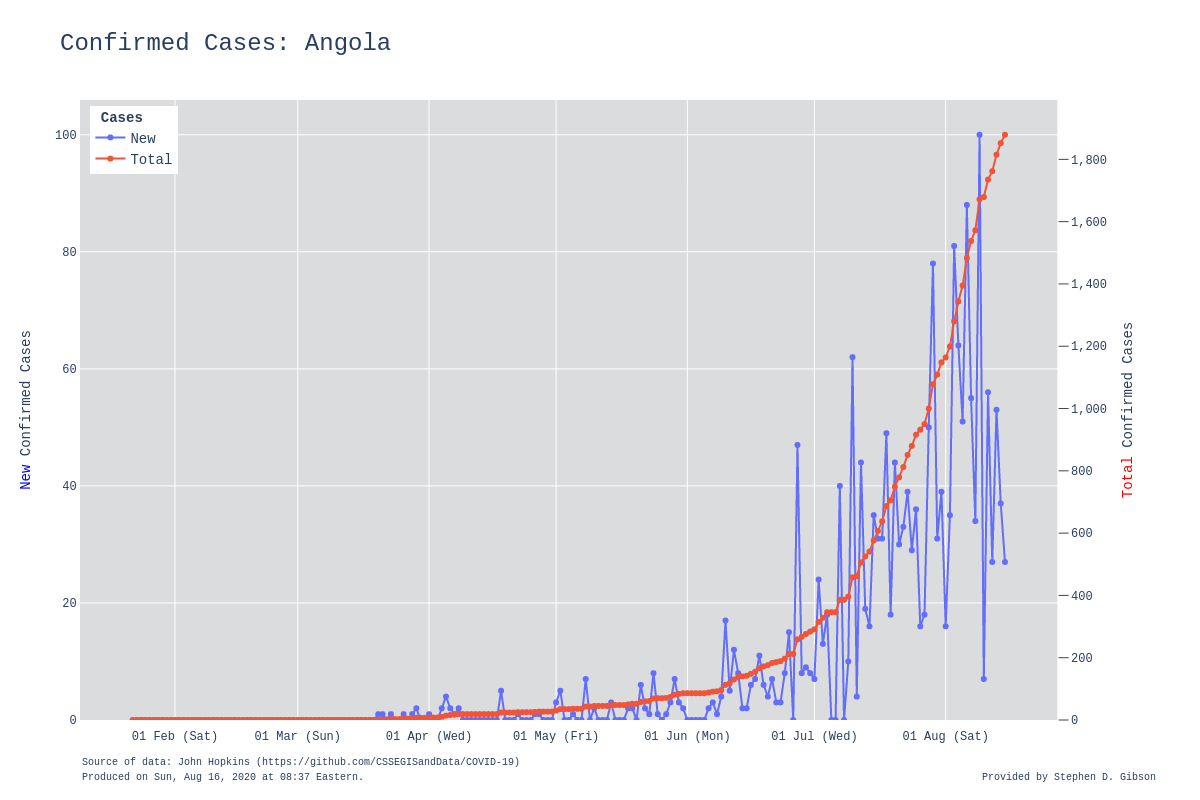 Confirmed Cases: Angola
Cases
New
Total
100
80
60
40
20
0
1,800
1,600
1,400
1,200
1,000
800
600
400
200
0
New Confirmed Cases
Total Confirmed Cases
01 Feb (Sat) 01 Mar (Sun) 01 Apr (Wed) 01 May (Fri) 01 Jun (Mon) 01 Jul (Wed) 01 Aug (Sat)
Source of data: John Hopkins (https://github.com/CSSEGISandData/COVID-19)
Produced on Sun, Aug 16, 2020 at 08:37 Eastern.
Provided by Stephen D. Gibson